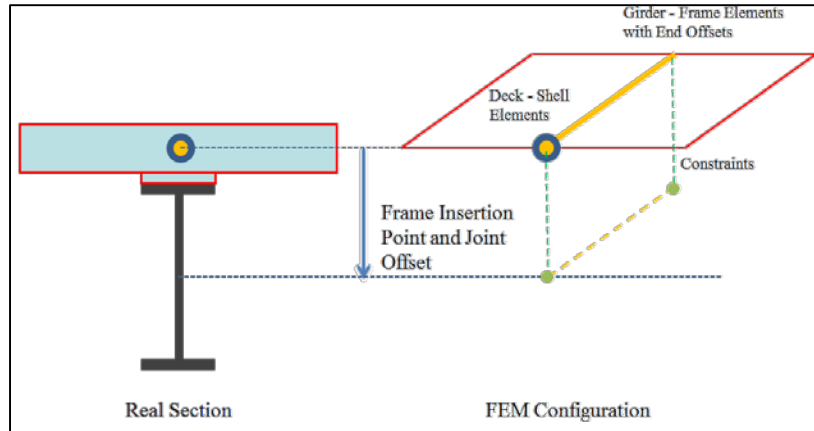 Girder - Frame Elements
with End Offsets
Deck - Shell
Elements
Constraints
Frame Insertion
Point and Joint
Offset
Real Section
FEM Configuration